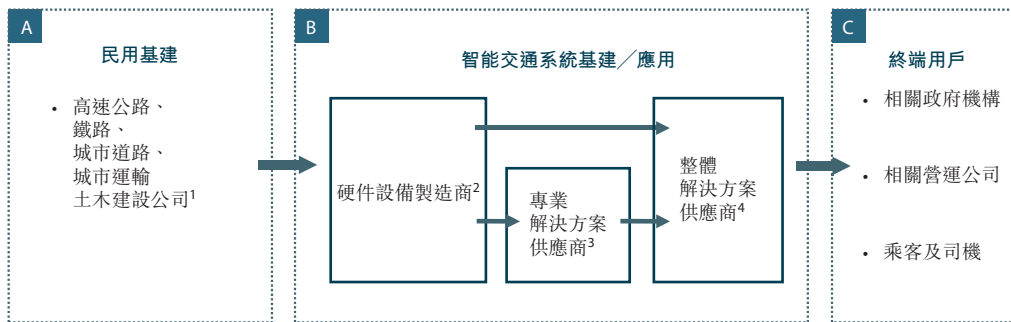 A
民用基建
• 高速公路、
鐵路、
城市道路、
城市運輸
土木建設公司1
B
智能交通系統基建／應用
硬件設備製造商2
專業
解決方案
供應商3
整體
解決方案
供應商4
C
終端用戶
• 相關政府機構
• 相關營運公司
• 乘客及司機